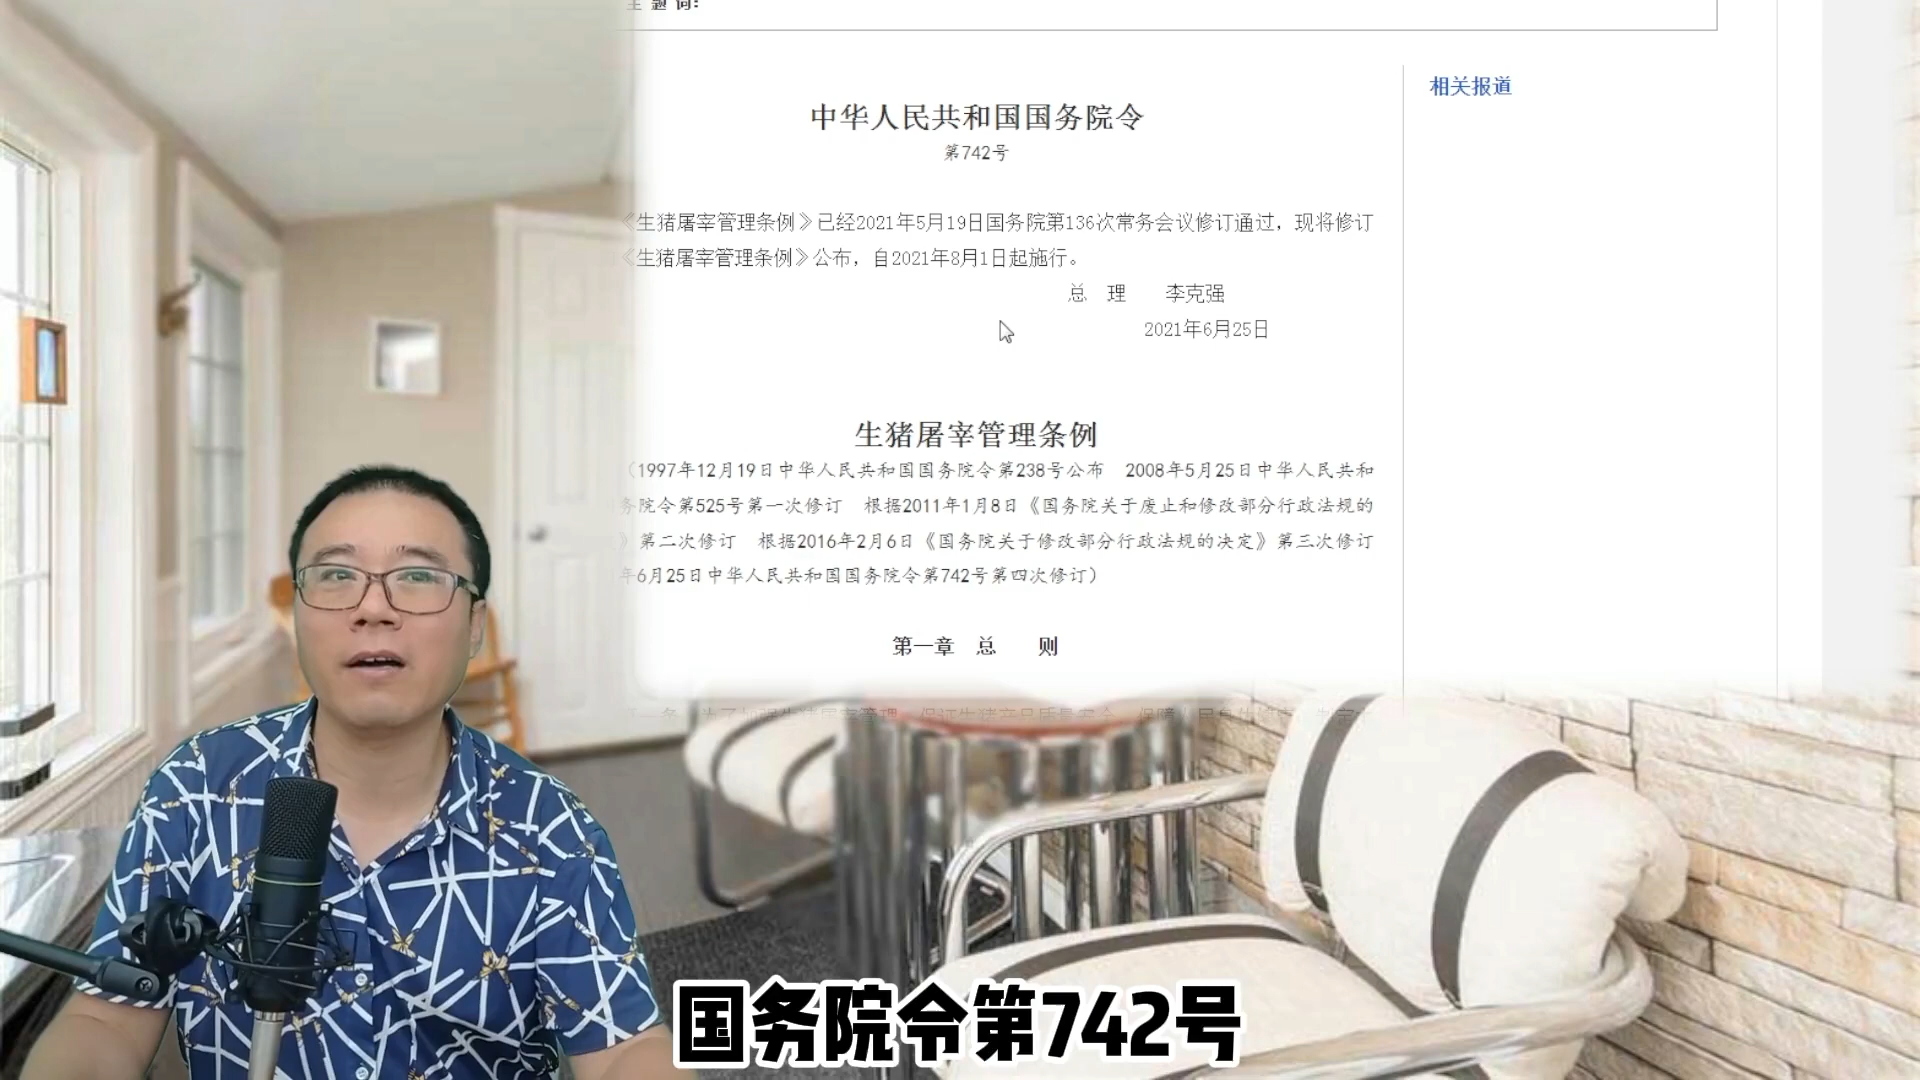 主 题 词：
相关报道
中华人民共和国国务院令
第742号
《生猪屠宰管理条例》已经2021年5月19日国务院第136次常务会议修订通过，现将修订
《生猪屠宰管理条例》公布，自2021年8月1日起施行。
总 理 李克强
2021年6月25日
生猪屠宰管理条例
（1997年12月19日中华人民共和国国务院令第238号公布 2008年5月25日中华人民共和
务院令第525号第一次修订 根据2011年1月8日《国务院关于废止和修改部分行政法规的
》第二次修订 根据2016年2月6日《国务院关于修改部分行政法规的决定》第三次修订
年6月25日中华人民共和国国务院令第742号第四次修订）
第一章 总 则
国务院令第742号